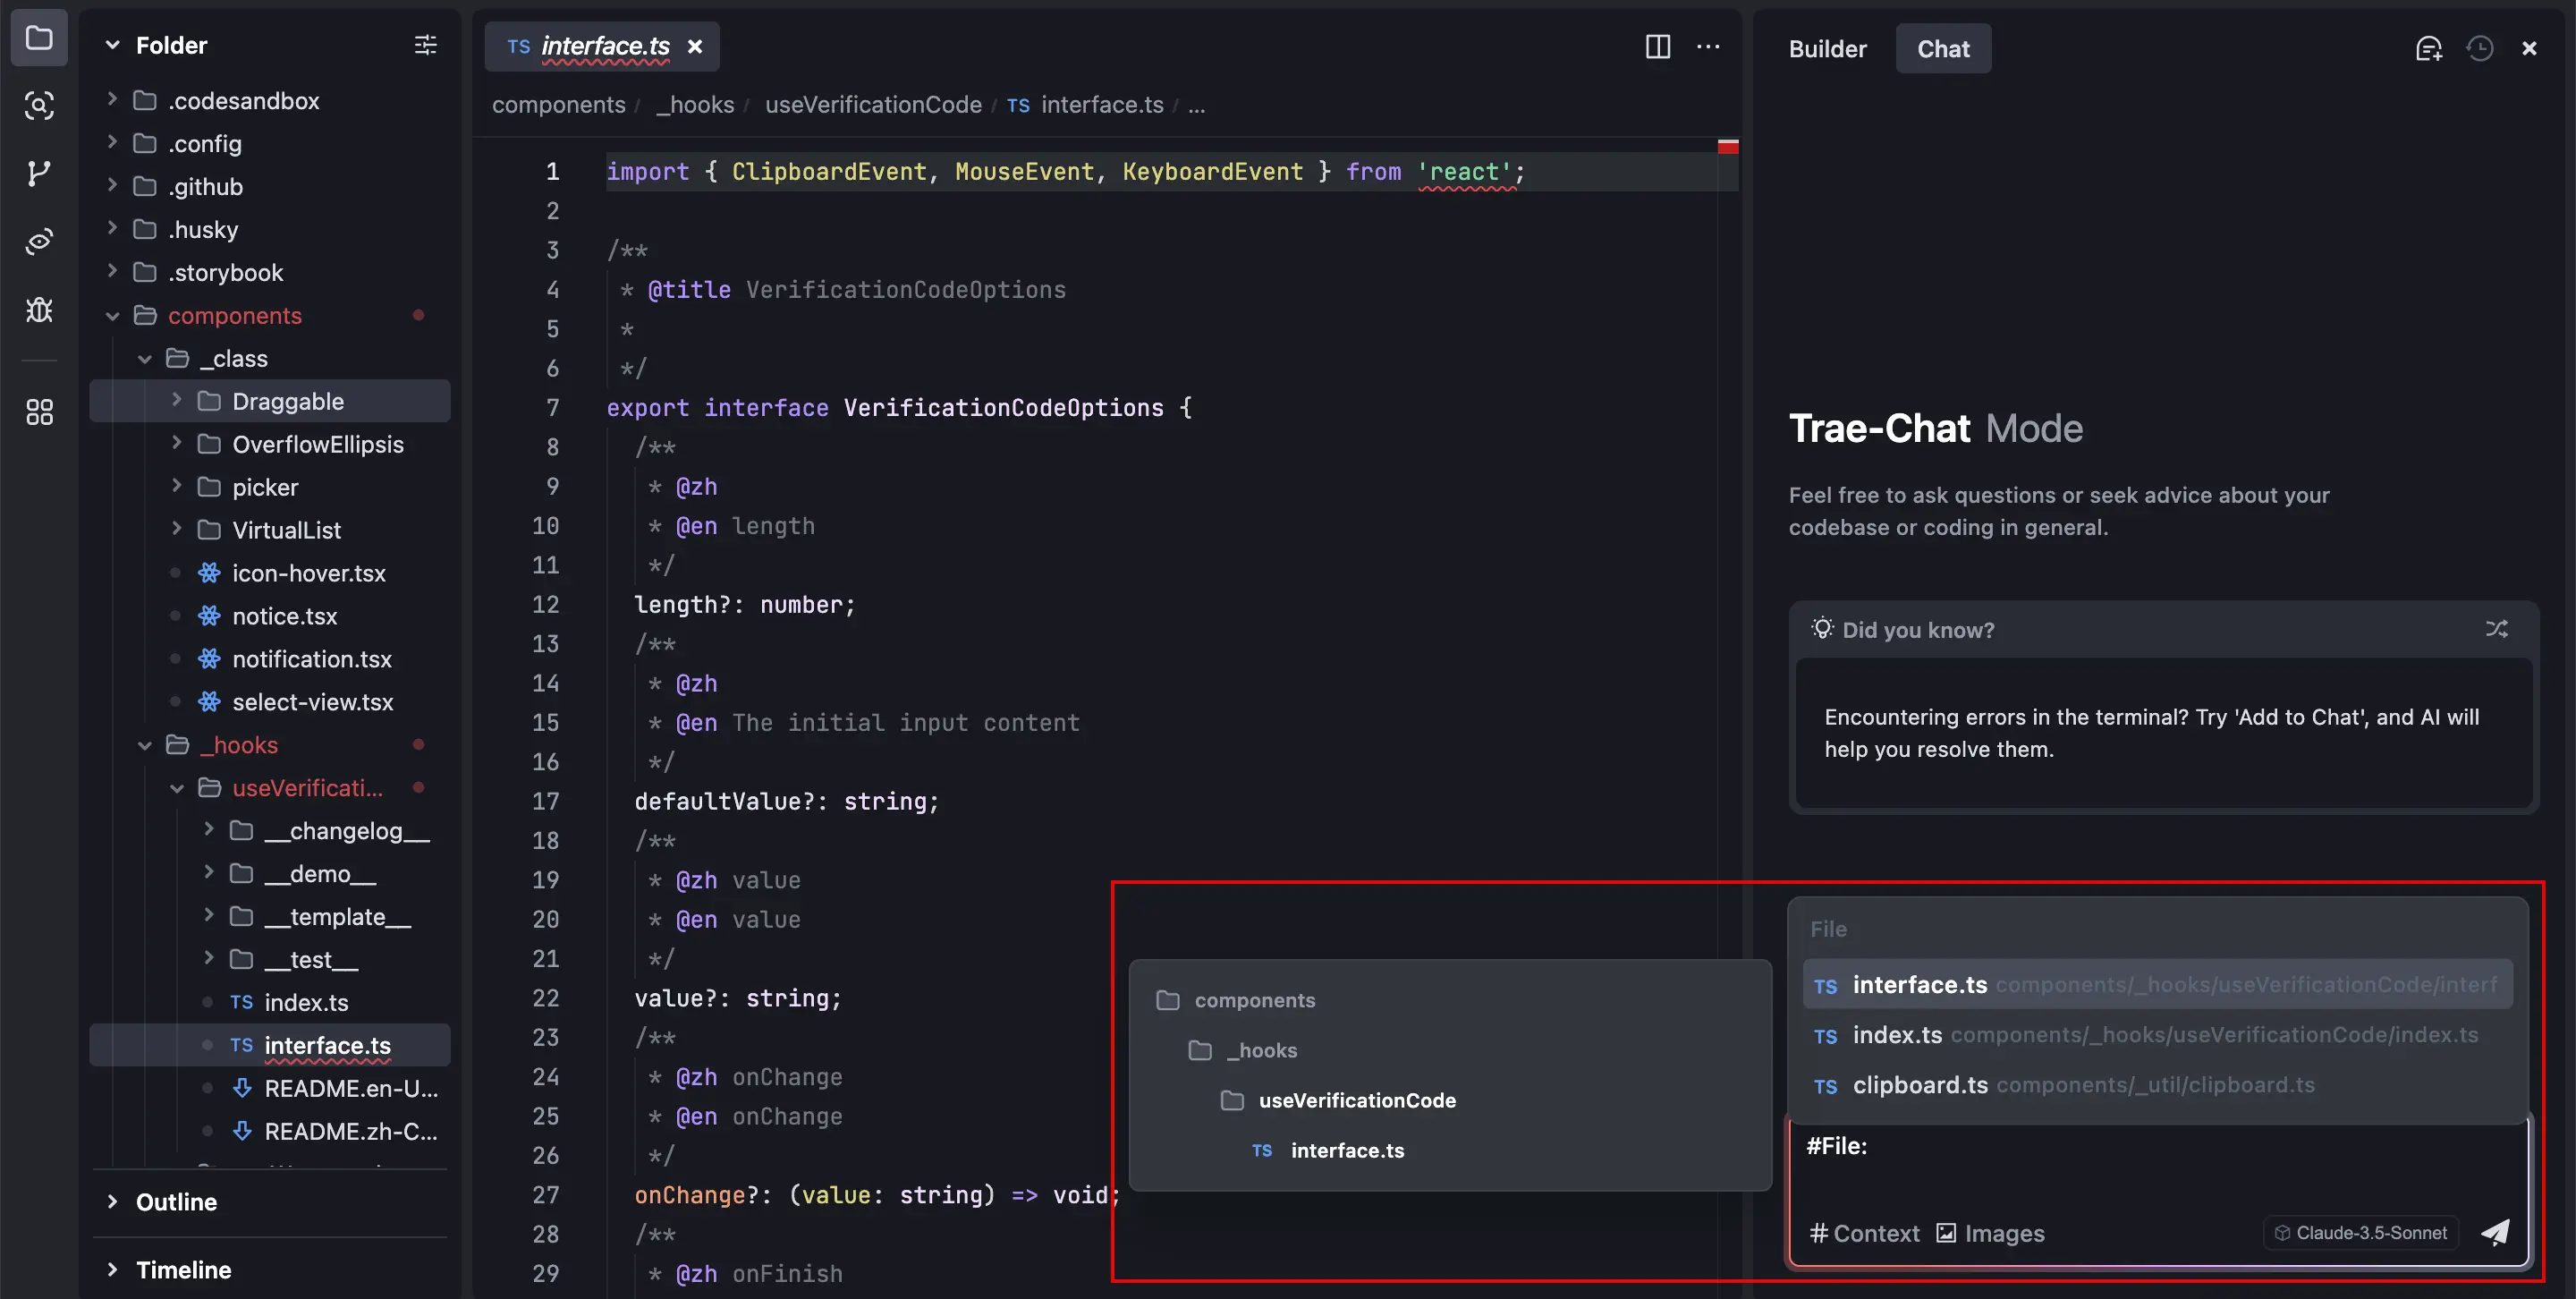 Folder
.codesandbox
.config
.github
.husky
.storybook
components
_class
Draggable
OverflowEllipsis
picker
VirtualList
icon-hover.tsx
notice.tsx
notification.tsx
select-view.tsx
_hooks
useVerificati...
__changelog__
__demo__
__template__
__test__
TS index.ts
TS interface.ts
README.en-U...
README.zh-C...
Outline
Timeline
TS interface.ts
components / _hooks / useVerificationCode / TS interface.ts / ...
1 import { ClipboardEvent, MouseEvent, KeyboardEvent } from 'react';
2
3 /**
4 * @title VerificationCodeOptions
5 *
6 */
7 export interface VerificationCodeOptions {
8 /**
9 * @zh
10 * @en length
11 */
12 length?: number;
13 /**
14 * @zh
15 * @en The initial input content
16 */
17 defaultValue?: string;
18 /**
19 * @zh value
20 * @en value
21 */
22 value?: string;
23 /**
24 * @zh onChange
25 * @en onChange
26 */
27 onChange?: (value: string) => void;
28 /**
29 * @zh onFinish
components
_hooks
useVerificationCode
TS interface.ts
Builder Chat
Trae-Chat Mode
Feel free to ask questions or seek advice about your
codebase or coding in general.
Did you know?
Encountering errors in the terminal? Try 'Add to Chat', and AI will
help you resolve them.
File
TS interface.ts components/_hooks/useVerificationCode/interf
TS index.ts components/_hooks/useVerificationCode/index.ts
TS clipboard.ts components/_util/clipboard.ts
#File:
# Context Images Claude-3.5-Sonnet